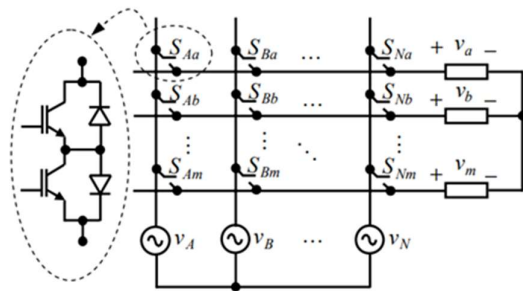 S_Aa S_Ba ... S_Na + v_a −
S_Ab S_Bb S_Nb + v_b −
S_Am S_Bm S_Nm + v_m −
v_A v_B ... v_N